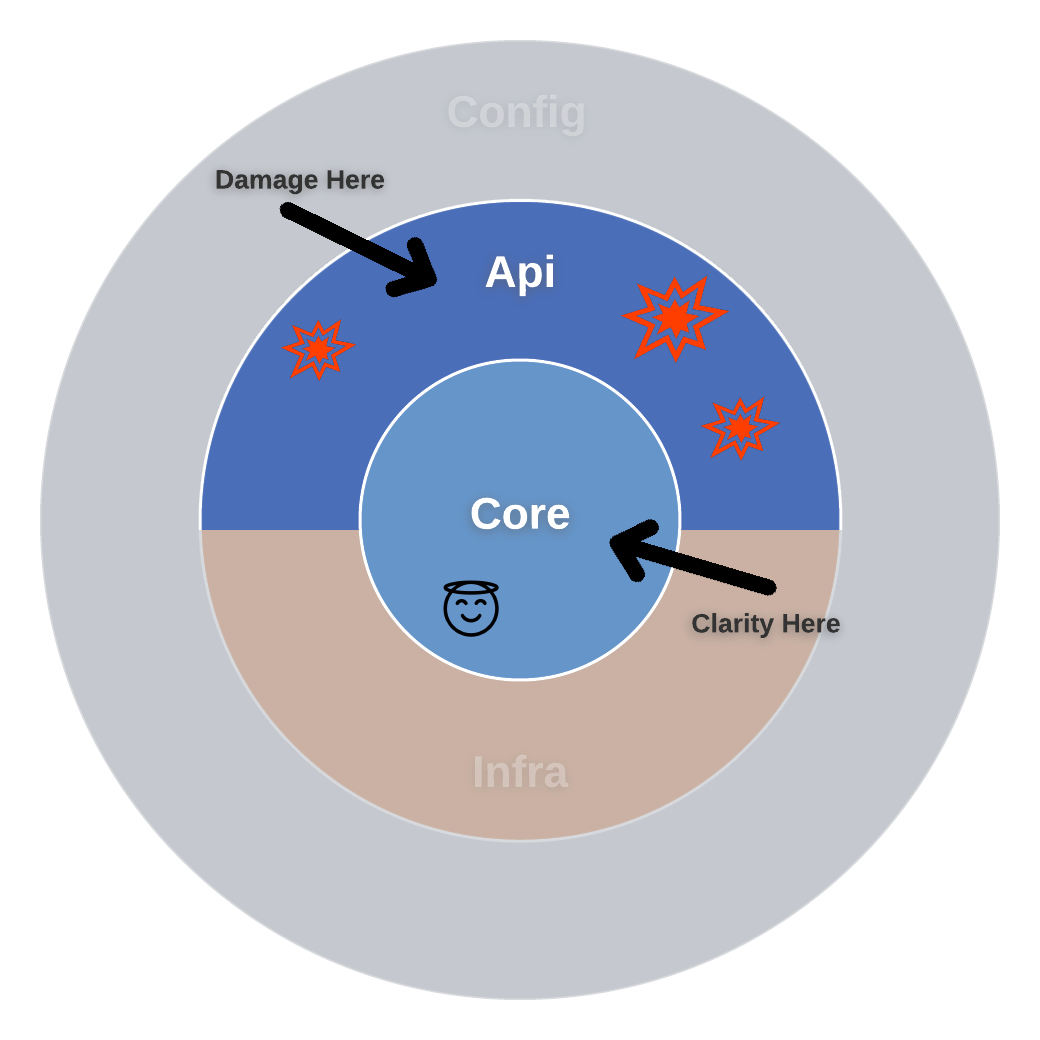 Config
Damage Here
Api
Core
Clarity Here
Infra